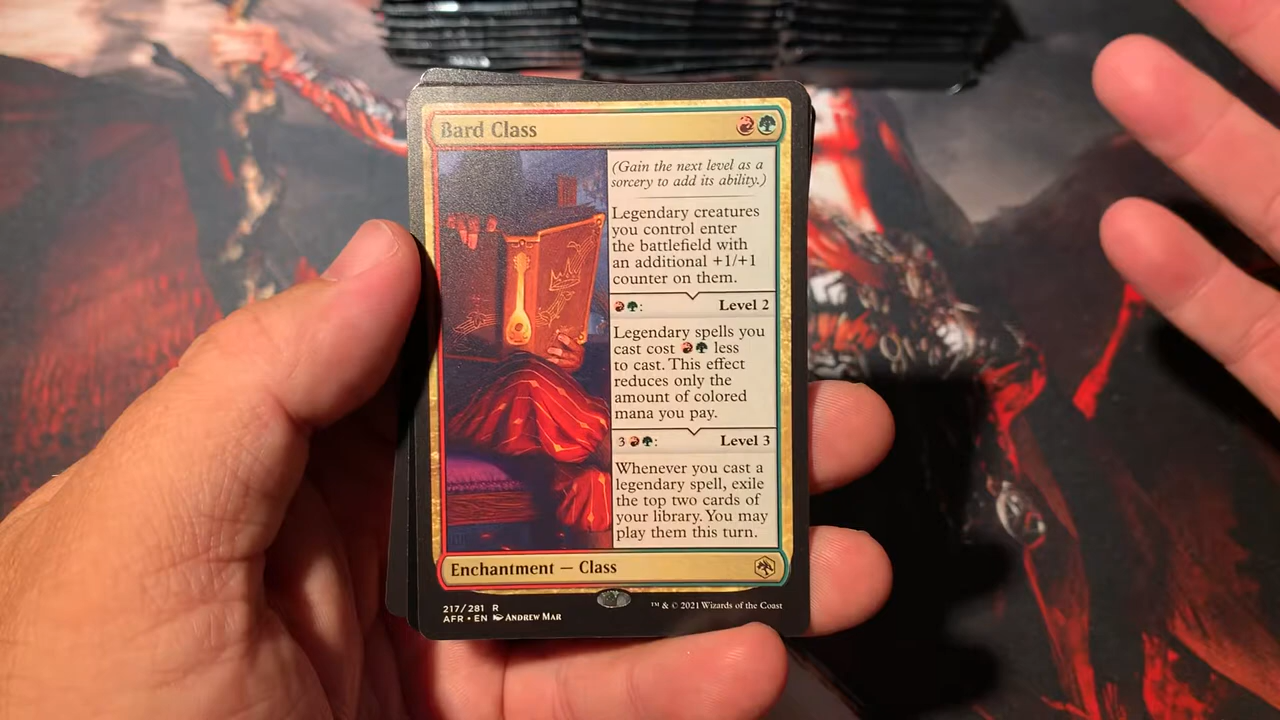 Bard Class
(Gain the next level as a
sorcery to add its ability.)
Legendary creatures
you control enter
the battlefield with
an additional +1/+1
counter on them.
: Level 2
Legendary spells you
cast cost less
to cast. This effect
reduces only the
amount of colored
mana you pay.
3 : Level 3
Whenever you cast a
legendary spell, exile
the top two cards of
your library. You may
play them this turn.
Enchantment — Class
217/281 R
AFR • EN Andrew Mar
™ & © 2021 Wizards of the Coast